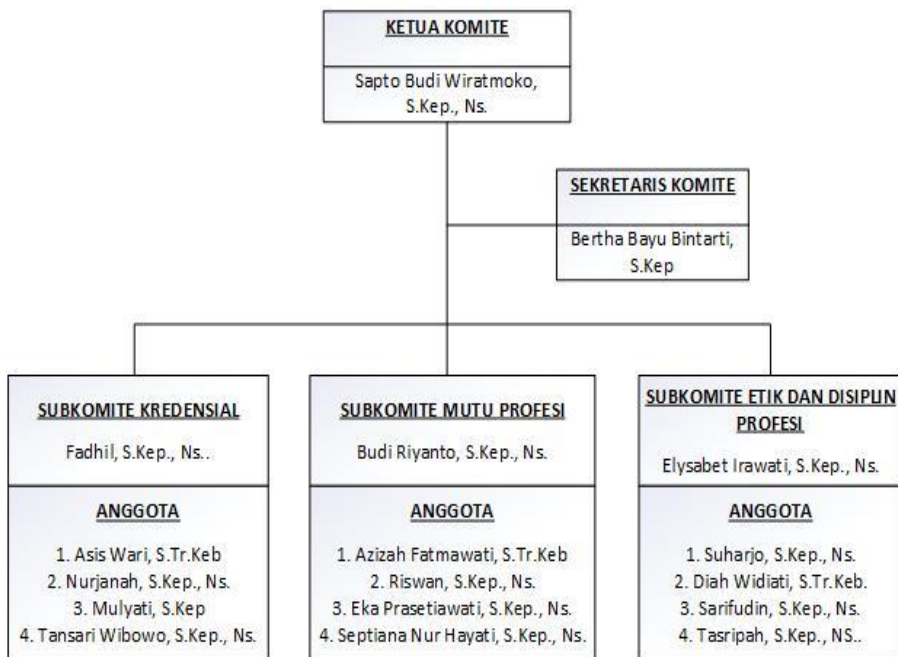 KETUA KOMITE
Sapto Budi Wiratmoko,
S.Kep., Ns.
SEKRETARIS KOMITE
Bertha Bayu Bintarti,
S.Kep
SUBKOMITE KREDENSIAL
Fadhil, S.Kep., Ns..
ANGGOTA
1. Asis Wari, S.Tr.Keb
2. Nurjanah, S.Kep., Ns.
3. Mulyati, S.Kep
4. Tansari Wibowo, S.Kep., Ns.
SUBKOMITE MUTU PROFESI
Budi Riyanto, S.Kep., Ns.
ANGGOTA
1. Azizah Fatmawati, S.Tr.Keb
2. Riswan, S.Kep., Ns.
3. Eka Prasetiawati, S.Kep., Ns.
4. Septiana Nur Hayati, S.Kep., Ns.
SUBKOMITE ETIK DAN DISIPLIN
PROFESI
Elysabet Irawati, S.Kep., Ns.
ANGGOTA
1. Suharjo, S.Kep., Ns.
2. Diah Widiati, S.Tr.Keb.
3. Sarifudin, S.Kep., Ns.
4. Tasripah, S.Kep., NS..